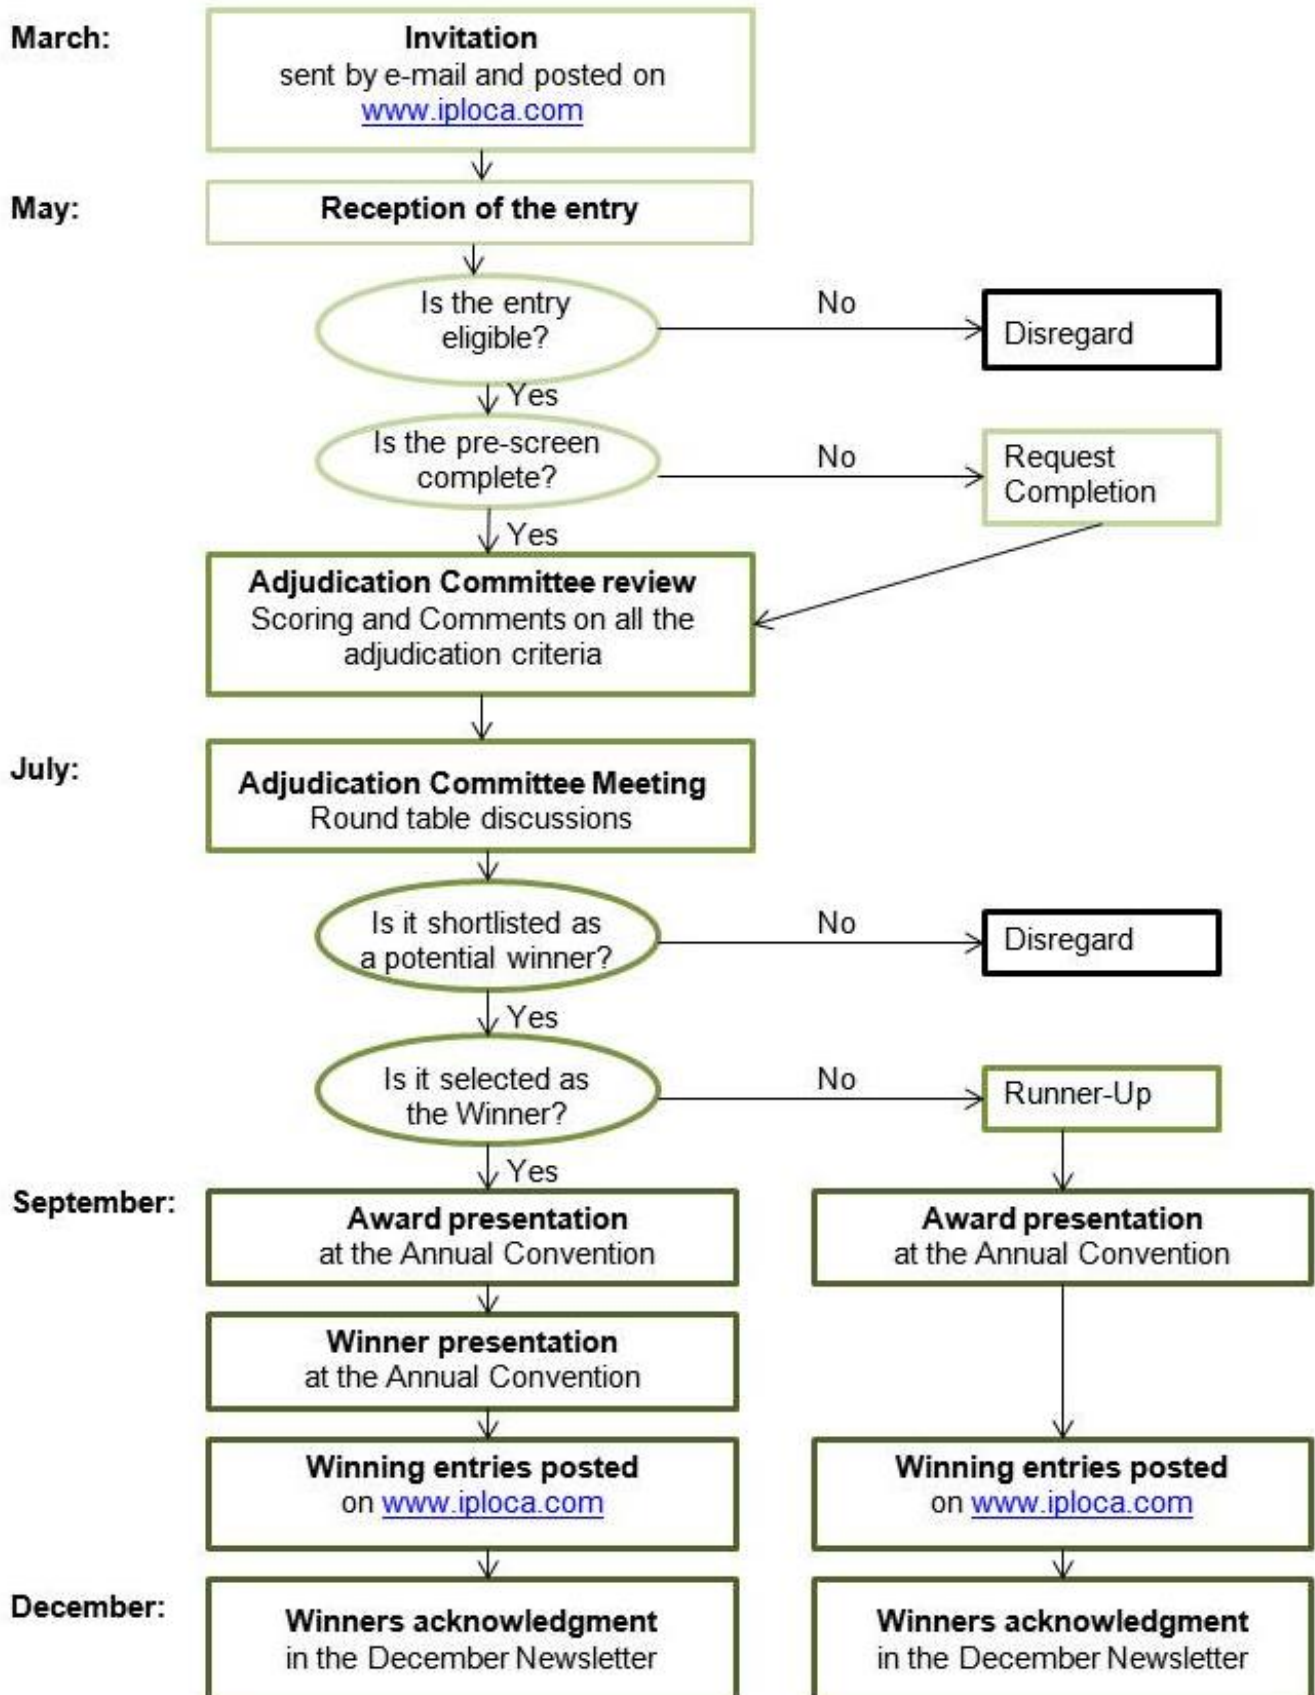 March:
Invitation
sent by e-mail and posted on
www.iploca.com
May:
Reception of the entry
Is the entry
eligible?
No
Disregard
Yes
Is the pre-screen
complete?
No
Request
Completion
Yes
Adjudication Committee review
Scoring and Comments on all the
adjudication criteria
July:
Adjudication Committee Meeting
Round table discussions
Is it shortlisted as
a potential winner?
No
Disregard
Yes
Is it selected as
the Winner?
No
Runner-Up
Yes
September:
Award presentation
at the Annual Convention
Award presentation
at the Annual Convention
Winner presentation
at the Annual Convention
Winning entries posted
on www.iploca.com
Winning entries posted
on www.iploca.com
December:
Winners acknowledgment
in the December Newsletter
Winners acknowledgment
in the December Newsletter